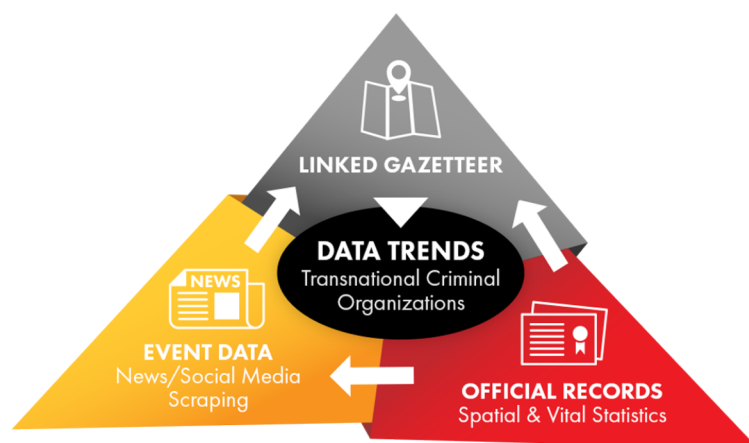 LINKED GAZETTEER
DATA TRENDS
Transnational Criminal
Organizations
NEWS
EVENT DATA
News/Social Media
Scraping
OFFICIAL RECORDS
Spatial & Vital Statistics